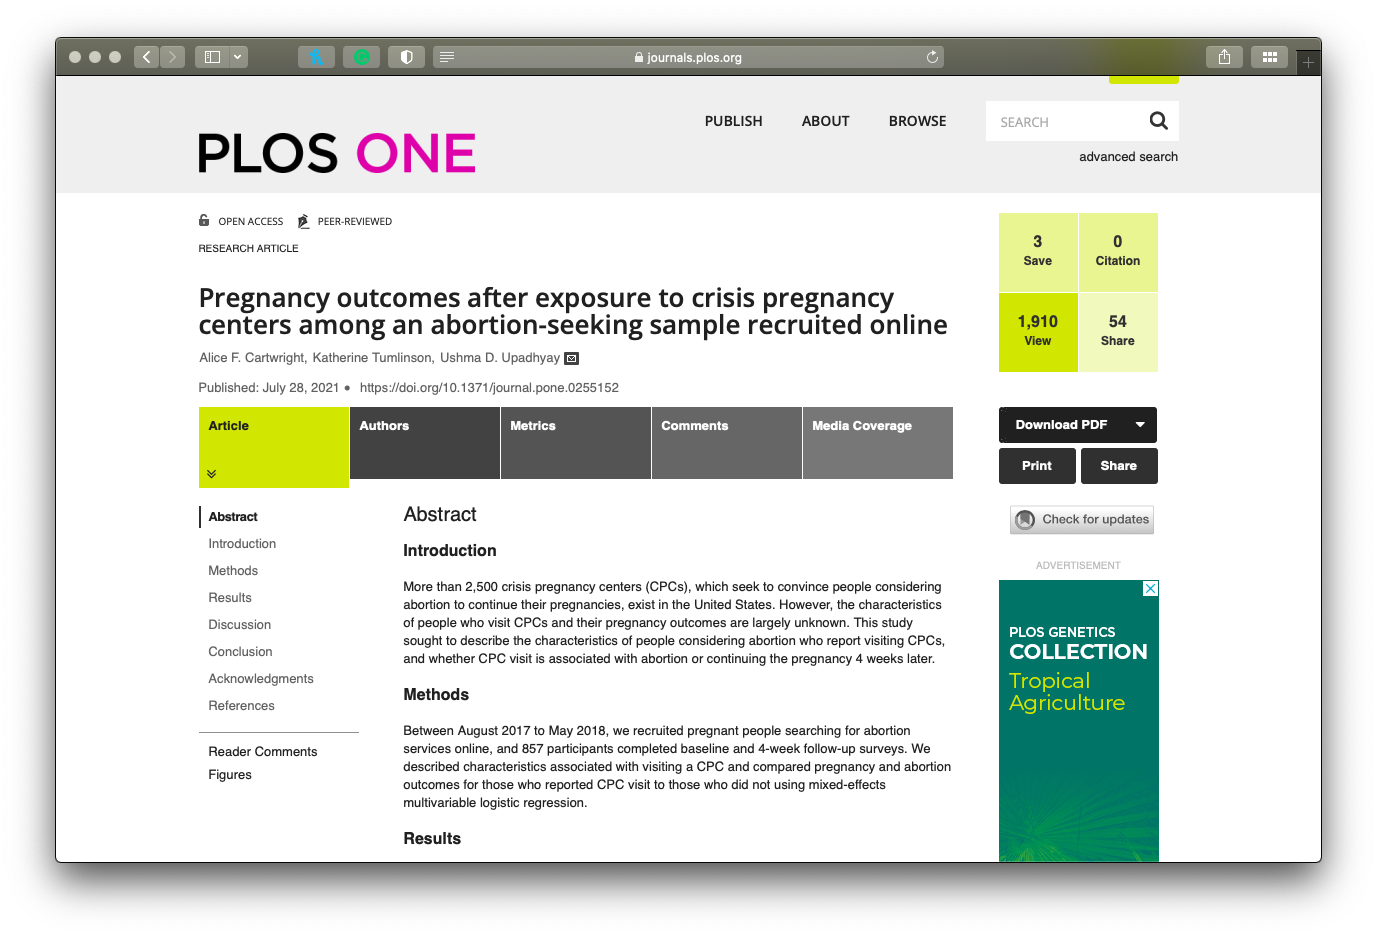 journals.plos.org
PUBLISH ABOUT BROWSE
SEARCH
advanced search
PLOS ONE
OPEN ACCESS PEER-REVIEWED
RESEARCH ARTICLE
Pregnancy outcomes after exposure to crisis pregnancy
centers among an abortion-seeking sample recruited online
Alice F. Cartwright, Katherine Tumlinson, Ushma D. Upadhyay
Published: July 28, 2021 • https://doi.org/10.1371/journal.pone.0255152
3
Save
0
Citation
1,910
View
54
Share
Article
Authors
Metrics
Comments
Media Coverage
Download PDF
Print
Share
Check for updates
Abstract
Introduction
Methods
Results
Discussion
Conclusion
Acknowledgments
References
Reader Comments
Figures
Abstract
Introduction
More than 2,500 crisis pregnancy centers (CPCs), which seek to convince people considering
abortion to continue their pregnancies, exist in the United States. However, the characteristics
of people who visit CPCs and their pregnancy outcomes are largely unknown. This study
sought to describe the characteristics of people considering abortion who report visiting CPCs,
and whether CPC visit is associated with abortion or continuing the pregnancy 4 weeks later.
Methods
Between August 2017 to May 2018, we recruited pregnant people searching for abortion
services online, and 857 participants completed baseline and 4-week follow-up surveys. We
described characteristics associated with visiting a CPC and compared pregnancy and abortion
outcomes for those who reported CPC visit to those who did not using mixed-effects
multivariable logistic regression.
Results
ADVERTISEMENT
PLOS GENETICS
COLLECTION
Tropical
Agriculture